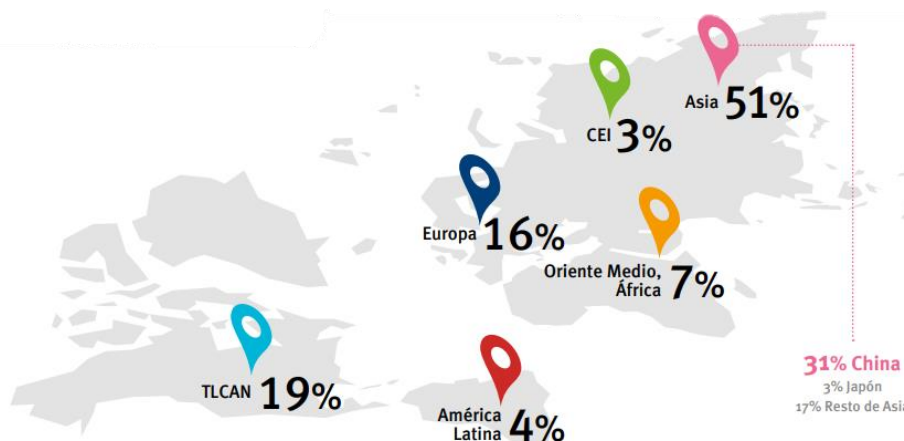 Asia 51%
CEI 3%
Europa 16%
Oriente Medio,
África 7%
TLCAN 19%
América
Latina 4%
31% China
3% Japón
17% Resto de Asia